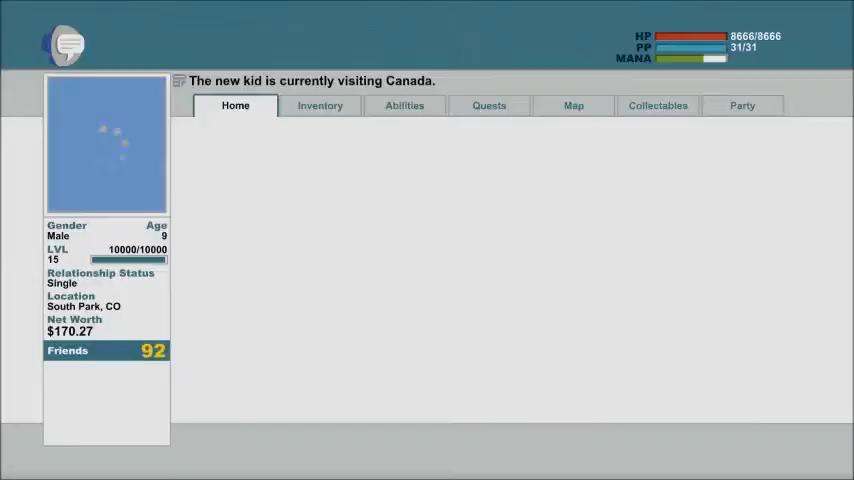 HP 8666/8666
PP 31/31
MANA
The new kid is currently visiting Canada.
Home Inventory Abilities Quests Map Collectables Party
Gender Age
Male 9
LVL 10000/10000
15
Relationship Status
Single
Location
South Park, CO
Net Worth
$170.27
Friends 92